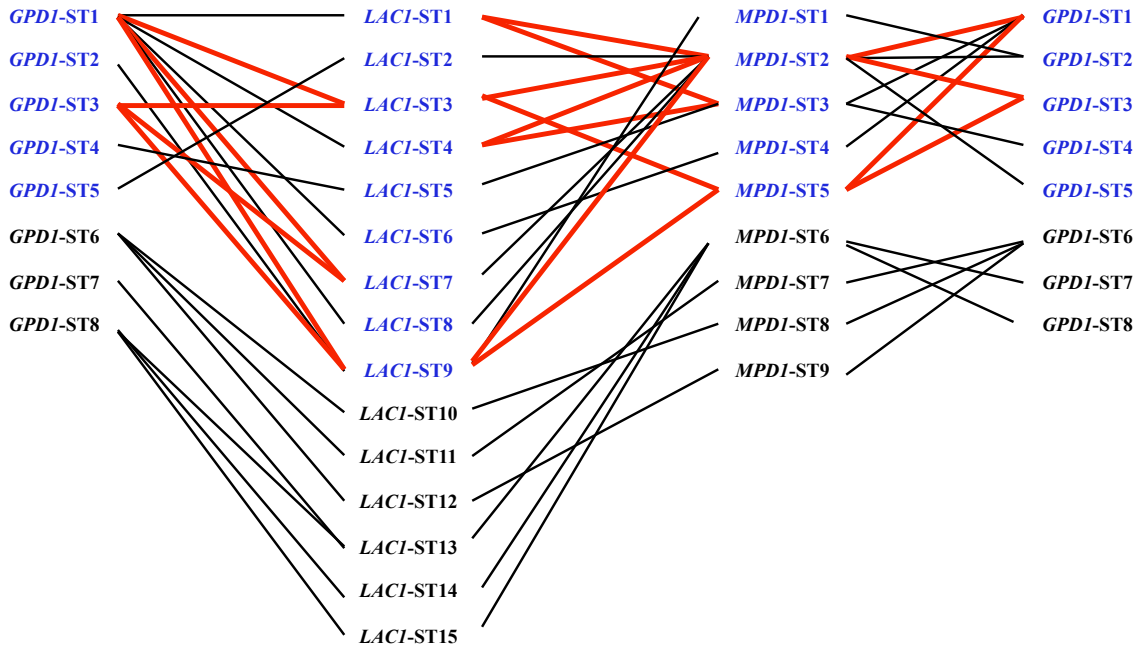 GPD1-ST1 LAC1-ST1 MPD1-ST1 GPD1-ST1
GPD1-ST2 LAC1-ST2 MPD1-ST2 GPD1-ST2
GPD1-ST3 LAC1-ST3 MPD1-ST3 GPD1-ST3
GPD1-ST4 LAC1-ST4 MPD1-ST4 GPD1-ST4
GPD1-ST5 LAC1-ST5 MPD1-ST5 GPD1-ST5
GPD1-ST6 LAC1-ST6 MPD1-ST6 GPD1-ST6
GPD1-ST7 LAC1-ST7 MPD1-ST7 GPD1-ST7
GPD1-ST8 LAC1-ST8 MPD1-ST8 GPD1-ST8
LAC1-ST9 MPD1-ST9
LAC1-ST10
LAC1-ST11
LAC1-ST12
LAC1-ST13
LAC1-ST14
LAC1-ST15